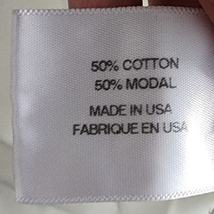 50% COTTON
50% MODAL
MADE IN USA
FABRIQUE EN USA